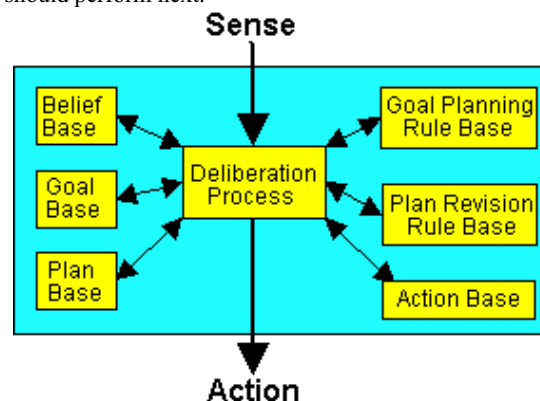 should perform next.
Sense
Belief
Base
Goal
Base
Plan
Base
Deliberation
Process
Goal Planning
Rule Base
Plan Revision
Rule Base
Action Base
Action